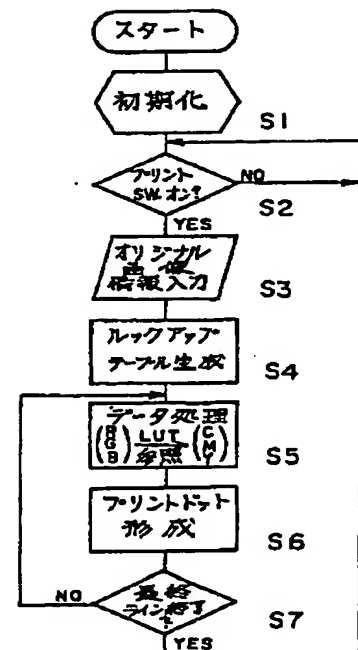 スタート
初期化
S1
プリント
SW.オン?
NO
S2
YES
オリジナル
画像
情報入力
S3
ルックアップ
テーブル生成
S4
データ処理
(R G B) LUT 参照 (C M Y)
S5
プリントドット
形成
S6
最終
ライン終了
?
NO
S7
YES